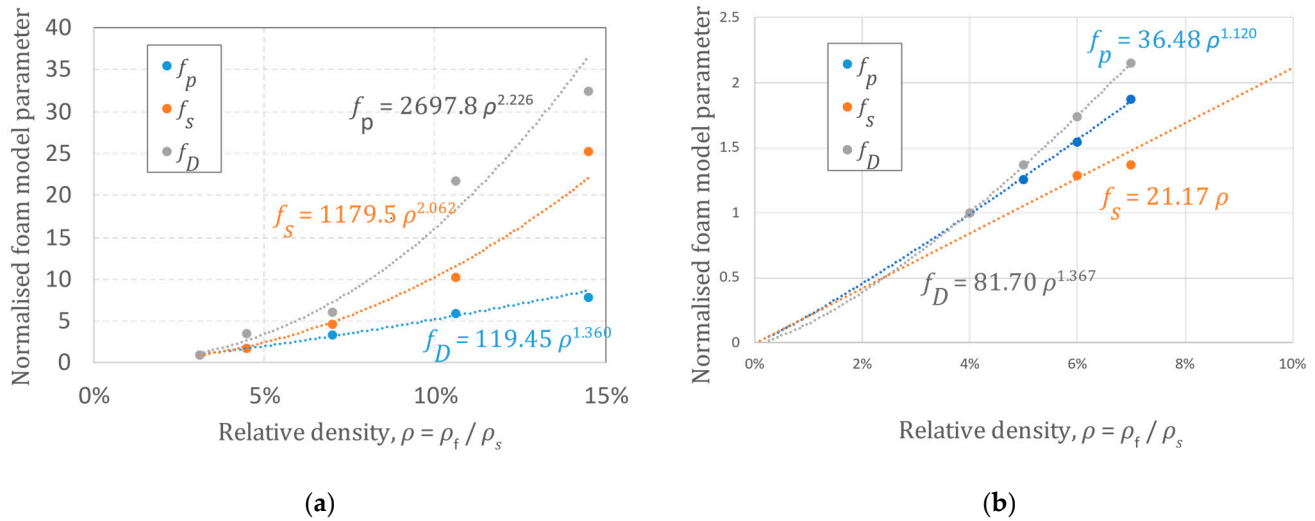 Normalised foam model parameter
40
35
30
25
20
15
10
5
0
f_p
f_s
f_D
f_p = 2697.8 ρ^2.226
f_s = 1179.5 ρ^2.062
f_D = 119.45 ρ^1.360
0%
5%
10%
15%
Relative density, ρ = ρ_f / ρ_s
(a)
Normalised foam model parameter
2.5
2
1.5
1
0.5
0
f_p
f_s
f_D
f_p = 36.48 ρ^1.120
f_s = 21.17 ρ
f_D = 81.70 ρ^1.367
0%
2%
4%
6%
8%
10%
Relative density, ρ = ρ_f / ρ_s
(b)